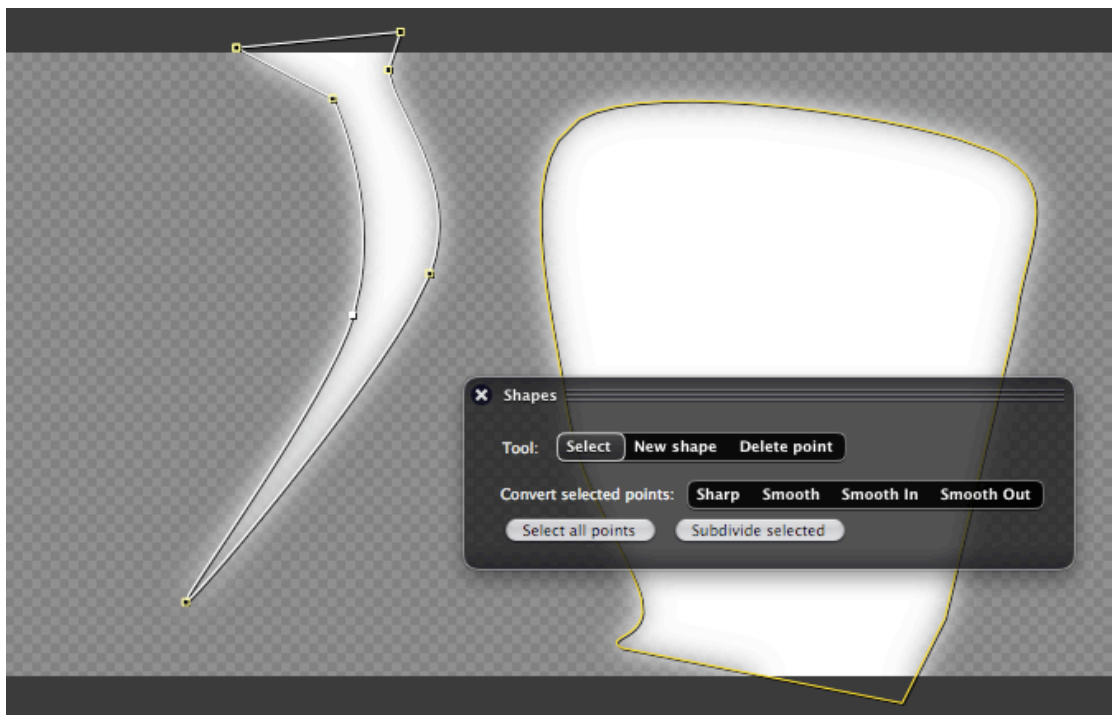 Shapes
Tool: Select New shape Delete point
Convert selected points: Sharp Smooth Smooth In Smooth Out
Select all points Subdivide selected